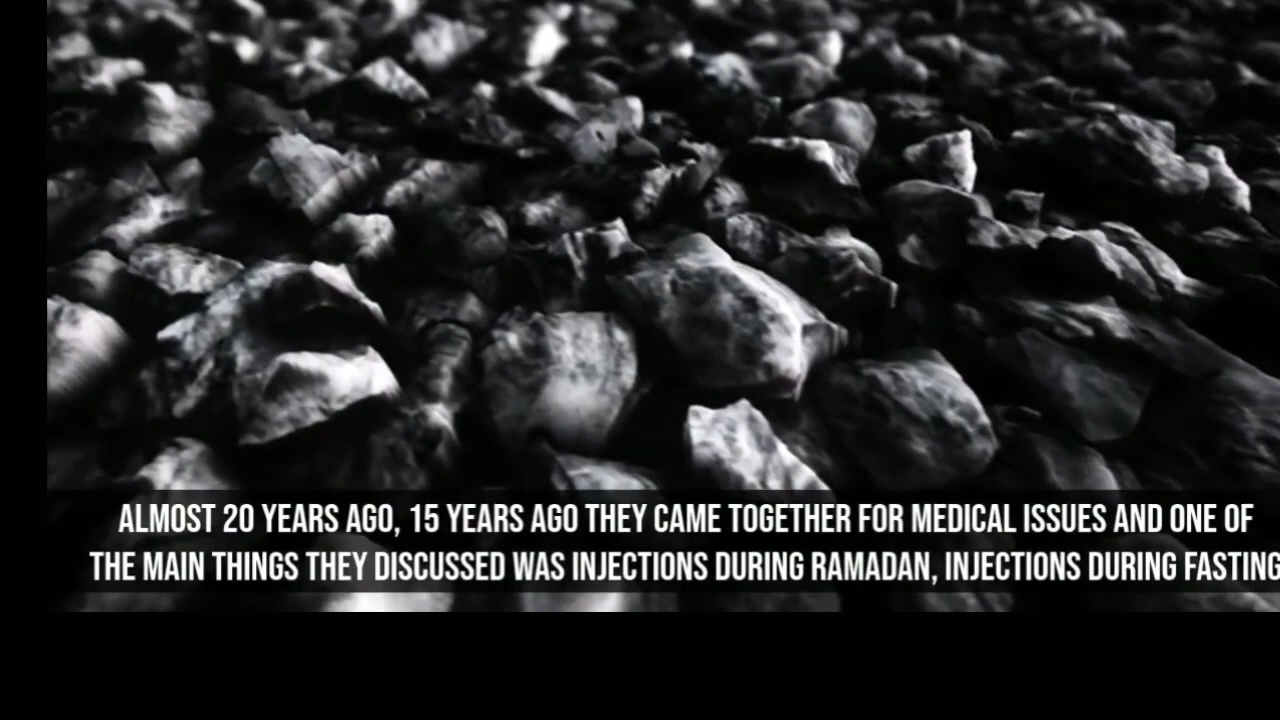 ALMOST 20 YEARS AGO, 15 YEARS AGO THEY CAME TOGETHER FOR MEDICAL ISSUES AND ONE OF
THE MAIN THINGS THEY DISCUSSED WAS INJECTIONS DURING RAMADAN, INJECTIONS DURING FASTING